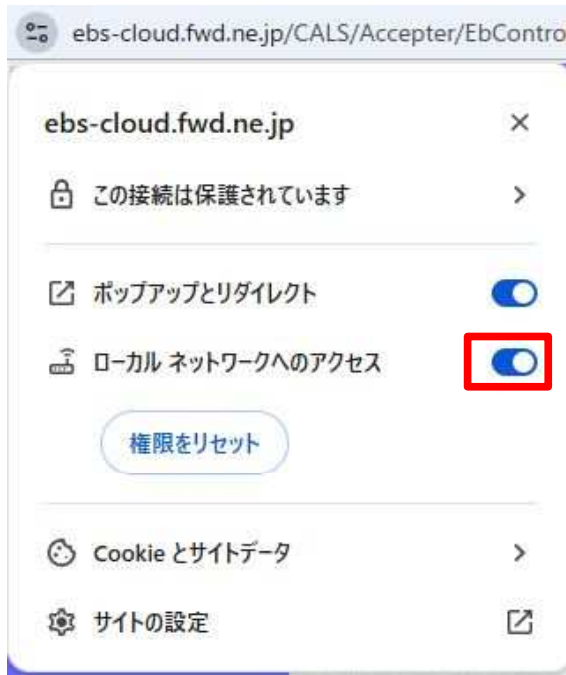 ebs-cloud.fwd.ne.jp/CALS/Accepter/EbContro
ebs-cloud.fwd.ne.jp
この接続は保護されています
ポップアップとリダイレクト
ローカル ネットワークへのアクセス
権限をリセット
Cookie とサイトデータ
サイトの設定